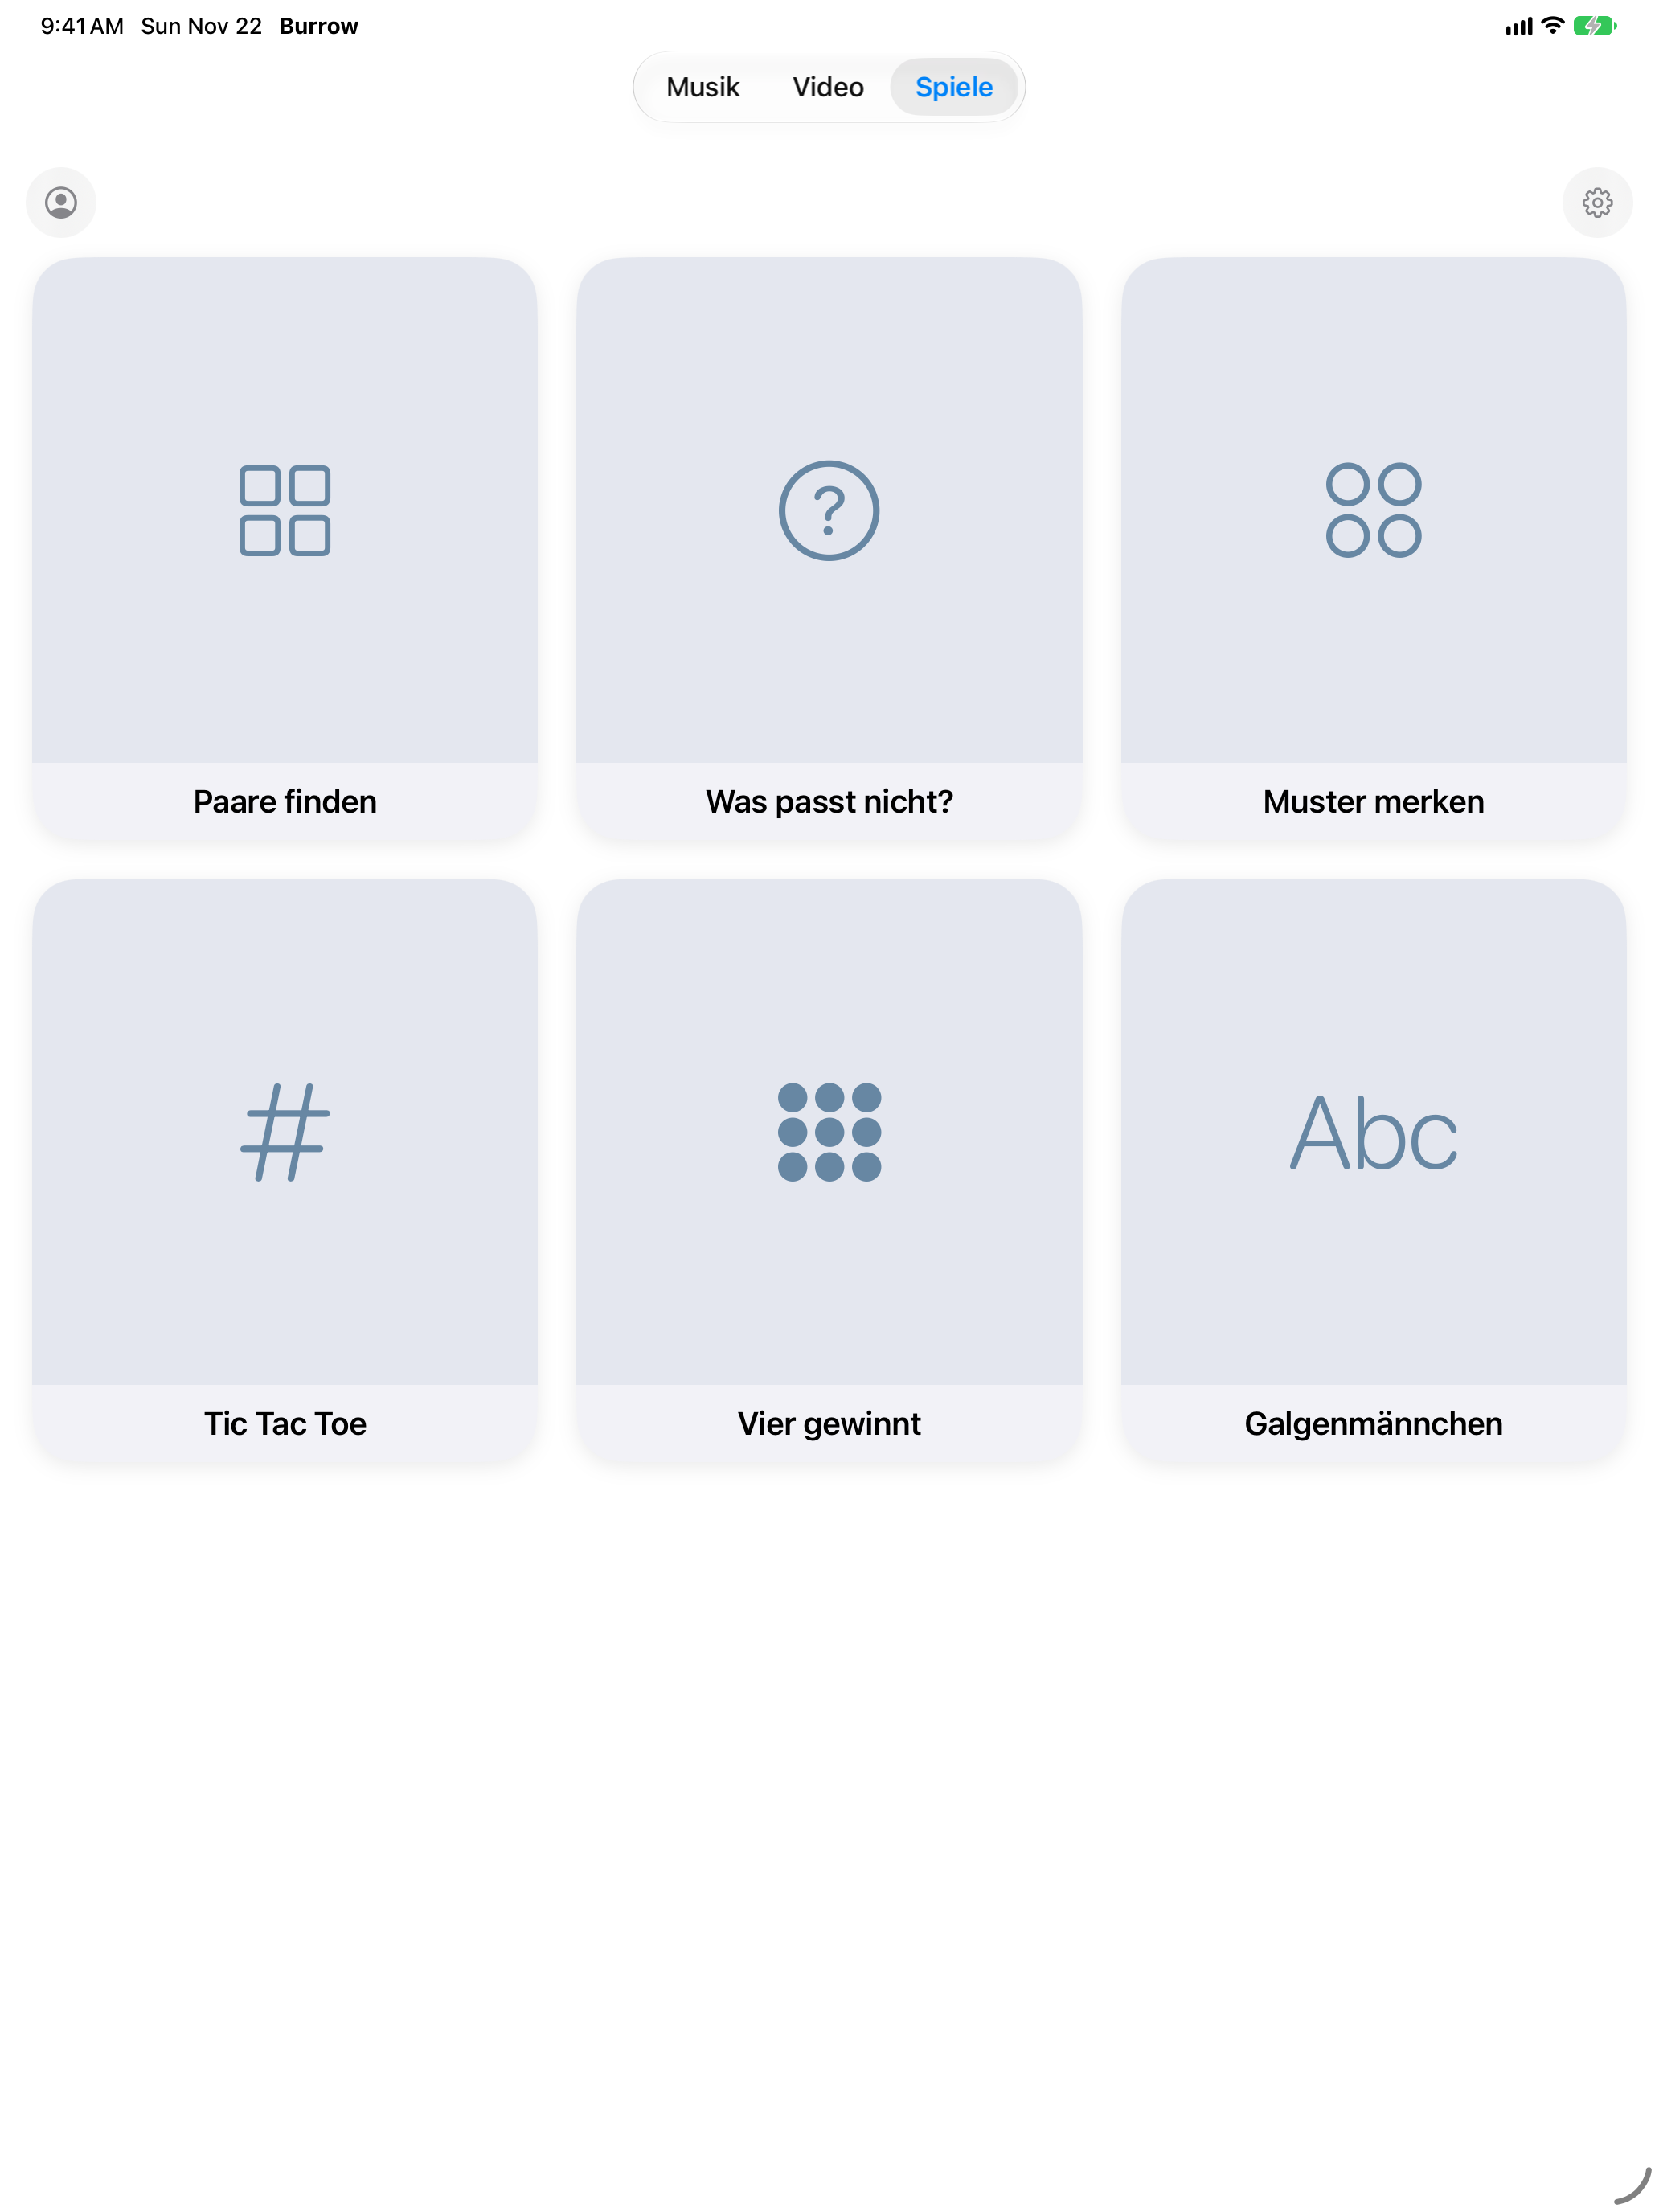 9:41 AM Sun Nov 22 Burrow
Musik Video Spiele
Paare finden
Was passt nicht?
Muster merken
#
Abc
Tic Tac Toe
Vier gewinnt
Galgenmännchen